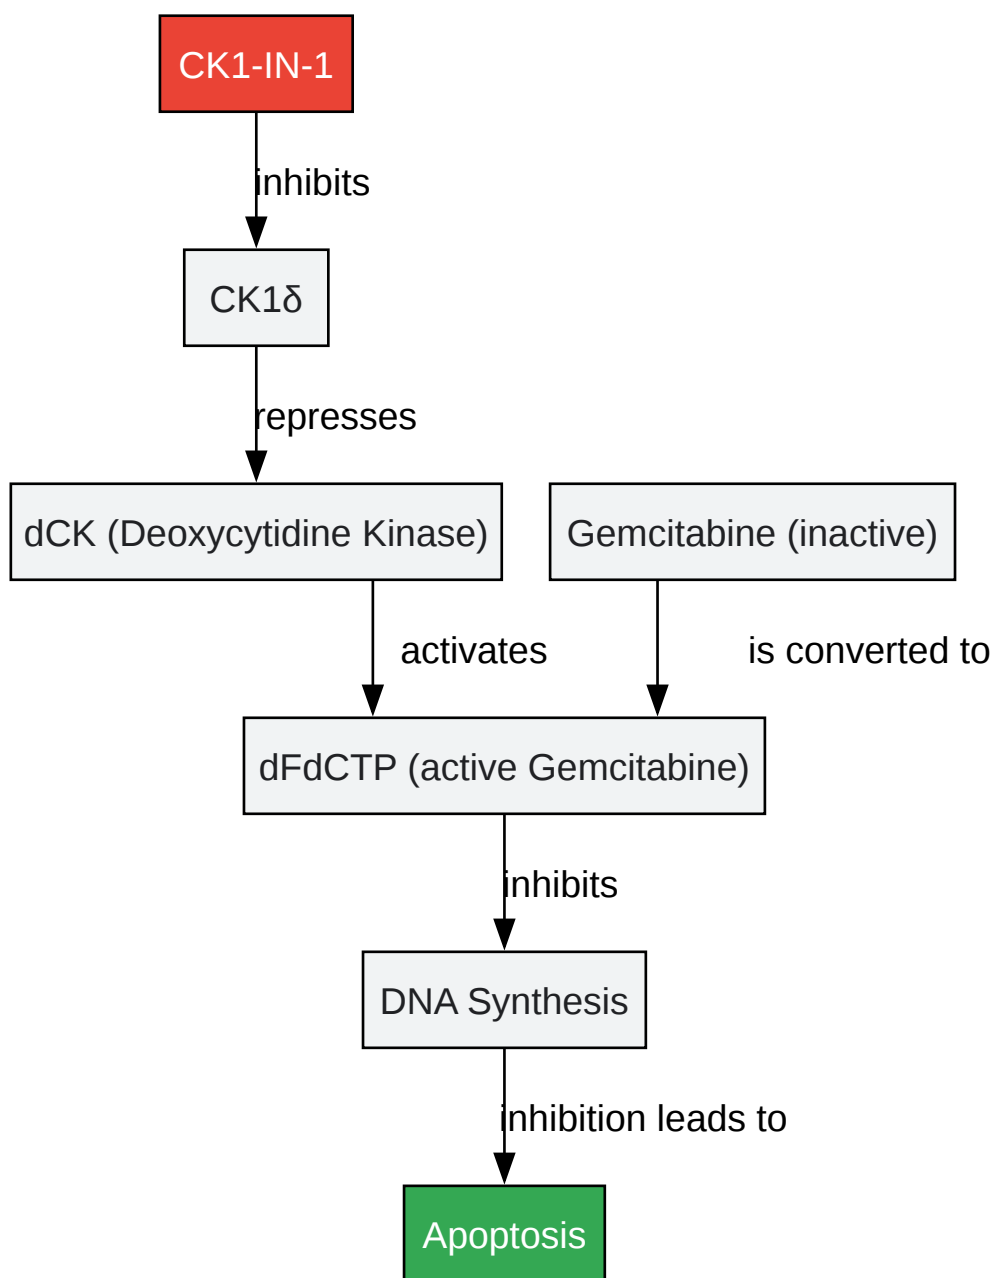 CK1-IN-1
inhibits
CK1δ
represses
dCK (Deoxycytidine Kinase)
Gemcitabine (inactive)
activates
is converted to
dFdCTP (active Gemcitabine)
inhibits
DNA Synthesis
inhibition leads to
Apoptosis